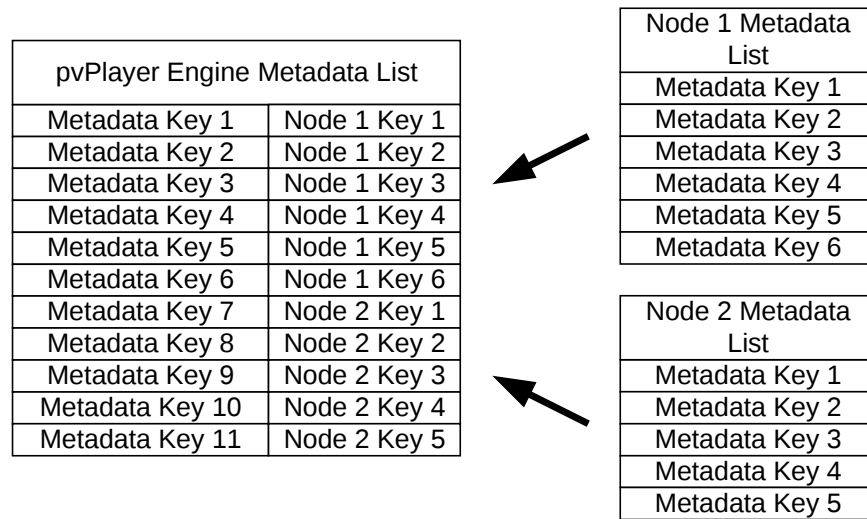 pvPlayer Engine Metadata List
Metadata Key 1 Node 1 Key 1
Metadata Key 2 Node 1 Key 2
Metadata Key 3 Node 1 Key 3
Metadata Key 4 Node 1 Key 4
Metadata Key 5 Node 1 Key 5
Metadata Key 6 Node 1 Key 6
Metadata Key 7 Node 2 Key 1
Metadata Key 8 Node 2 Key 2
Metadata Key 9 Node 2 Key 3
Metadata Key 10 Node 2 Key 4
Metadata Key 11 Node 2 Key 5
Node 1 Metadata
List
Metadata Key 1
Metadata Key 2
Metadata Key 3
Metadata Key 4
Metadata Key 5
Metadata Key 6
Node 2 Metadata
List
Metadata Key 1
Metadata Key 2
Metadata Key 3
Metadata Key 4
Metadata Key 5